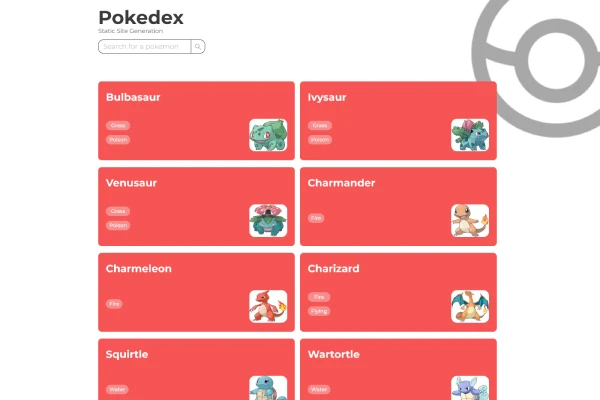 Pokedex
Static Site Generation
Search for a pokemon
Bulbasaur
Grass
Poison
Ivysaur
Grass
Poison
Venusaur
Grass
Poison
Charmander
Fire
Charmeleon
Fire
Charizard
Fire
Flying
Squirtle
Water
Wartortle
Water